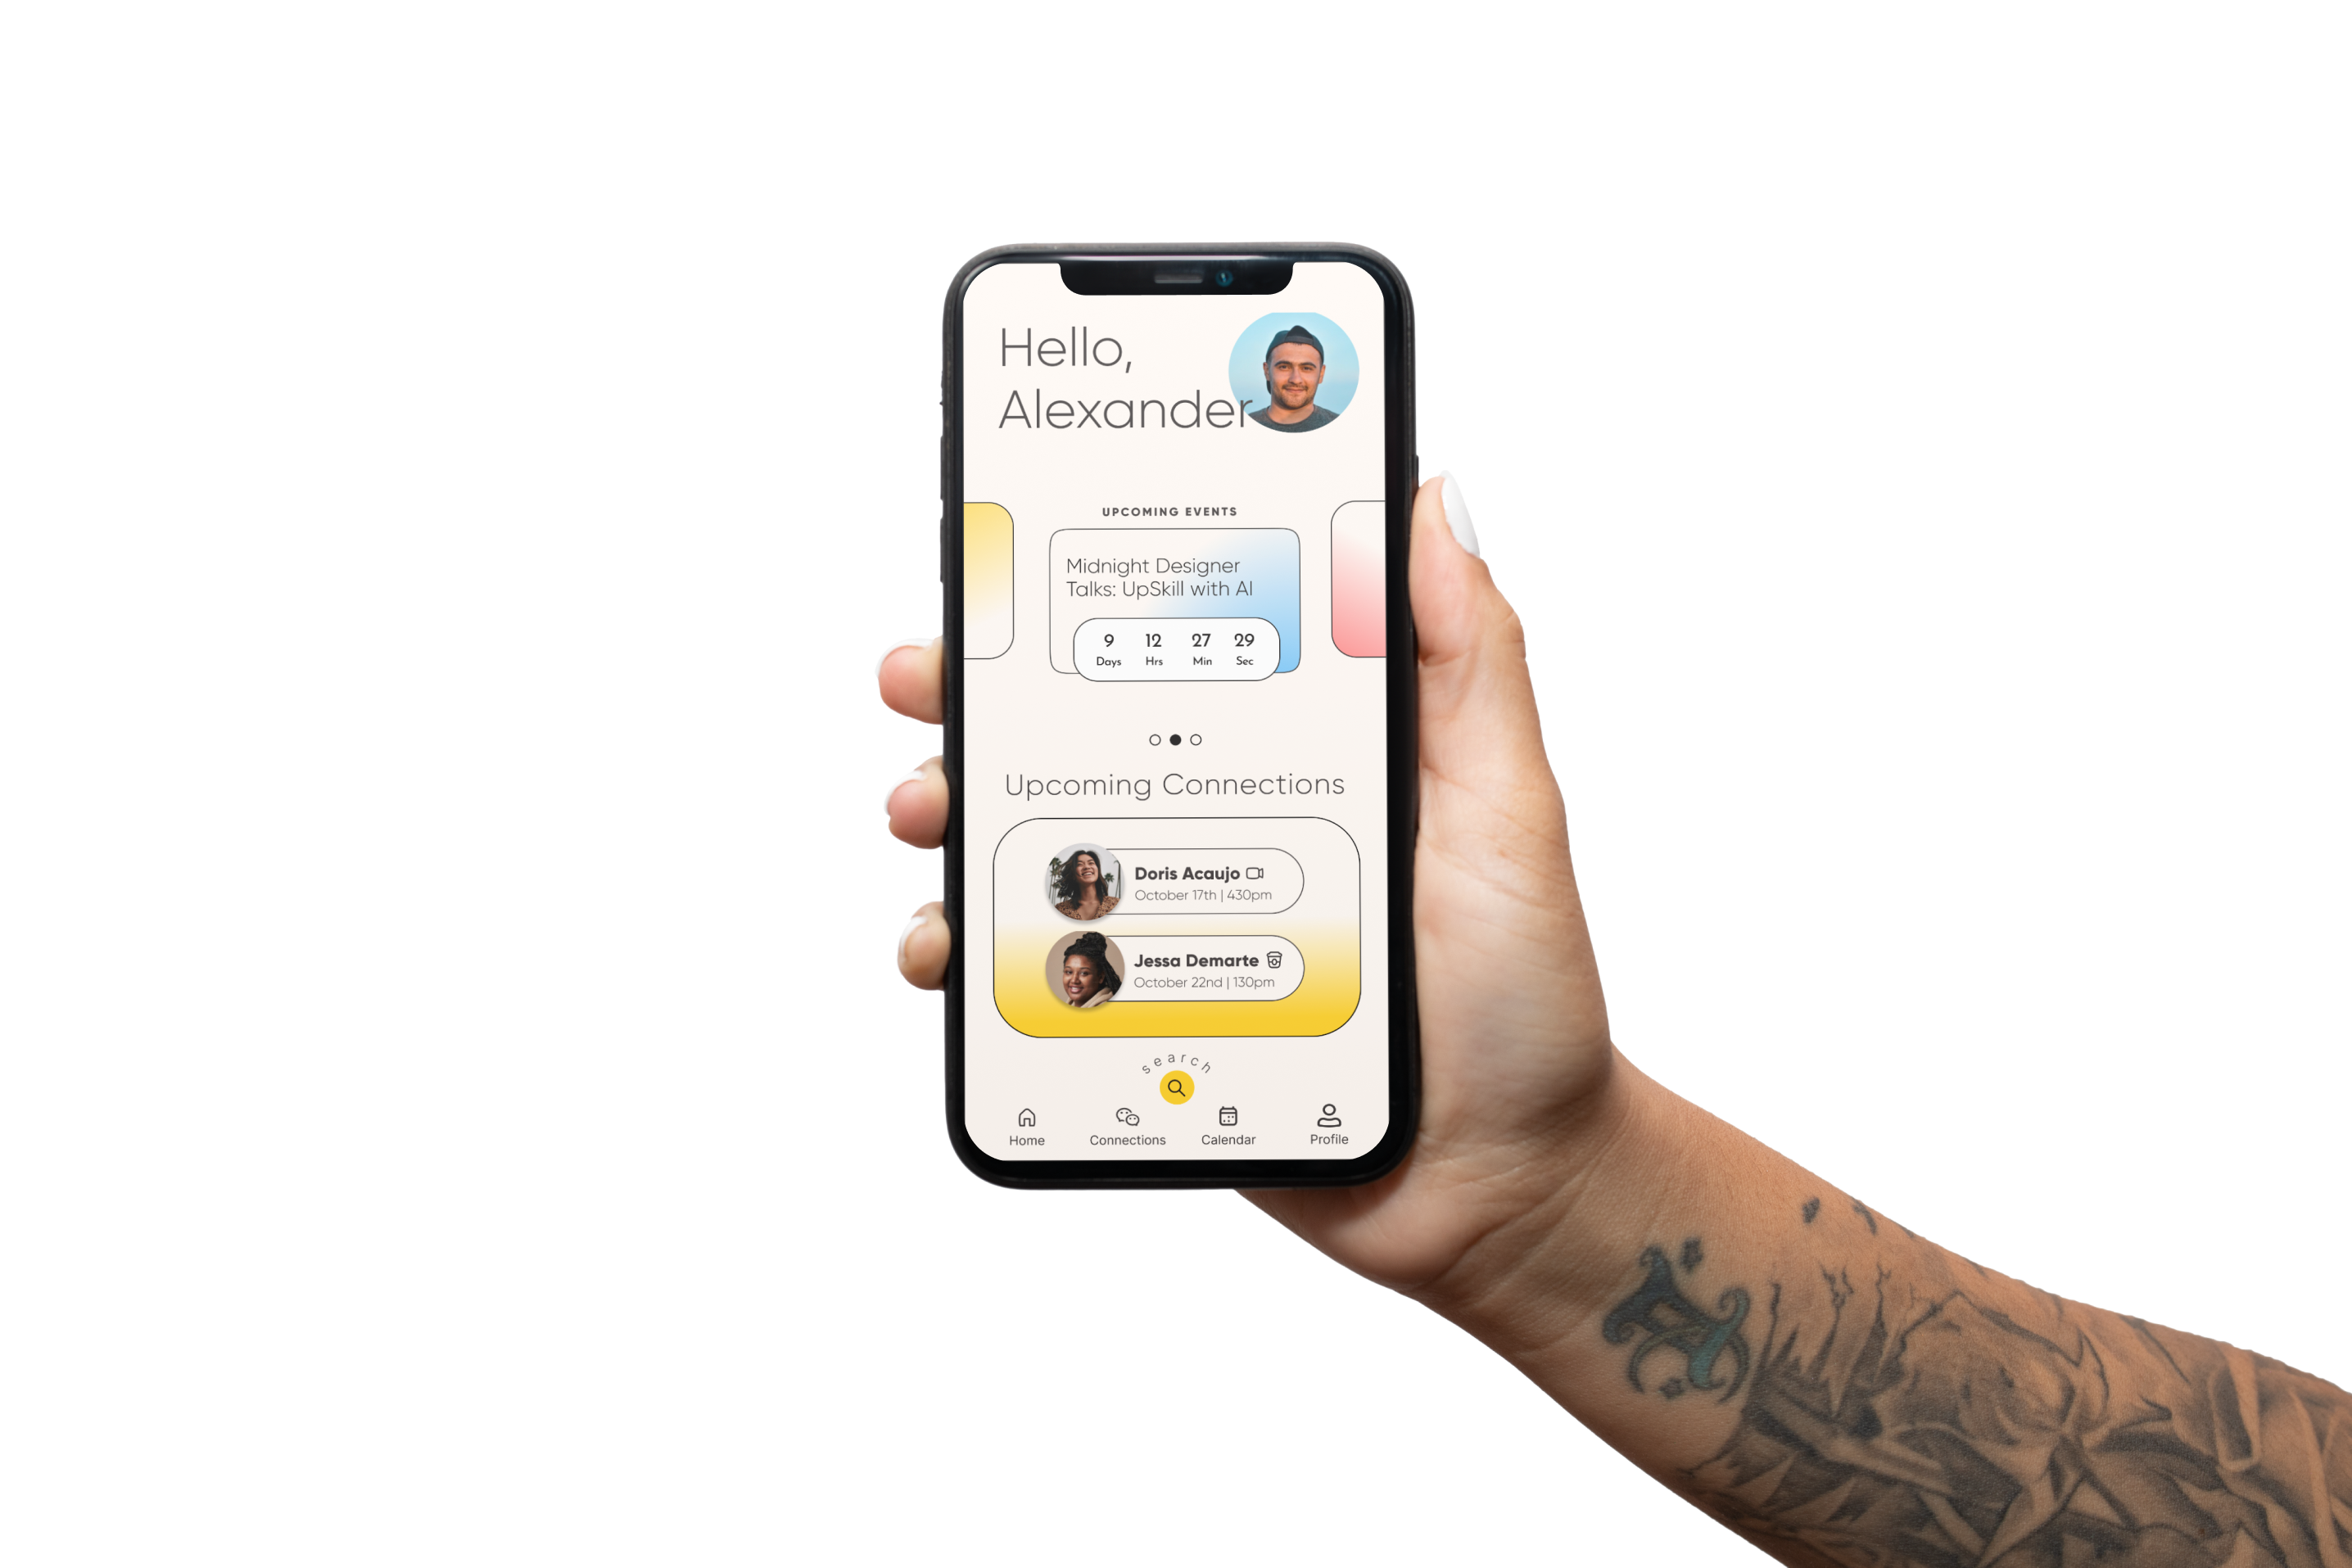 Hello,
Alexander
UPCOMING EVENTS
Midnight Designer
Talks: UpSkill with AI
9 12 27 29
Days Hrs Min Sec
Upcoming Connections
Doris Acaujo
October 17th | 430pm
Jessa Demarte
October 22nd | 130pm
search
Home Connections Calendar Profile